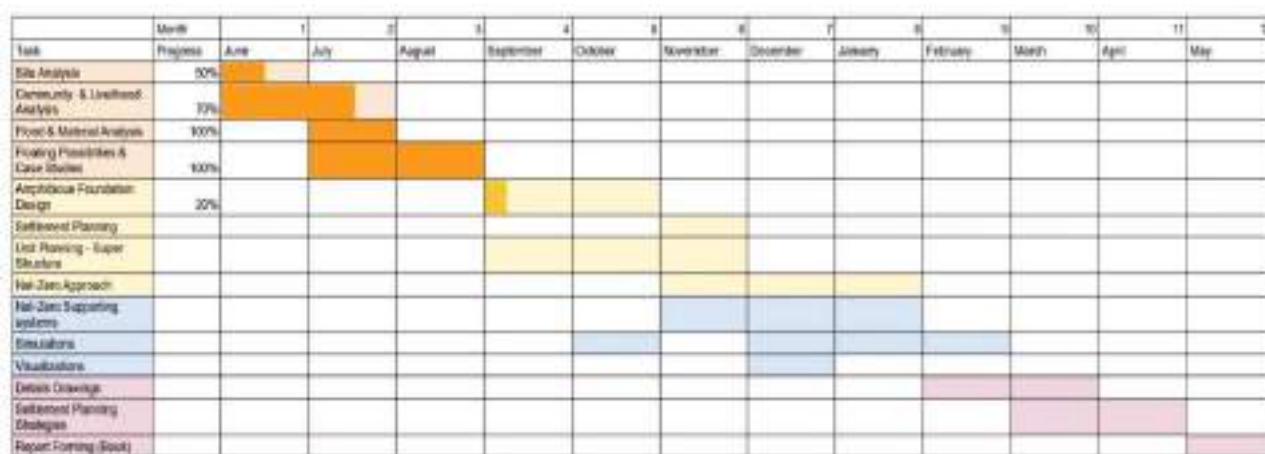 Month 1 2 3 4 5 6 7 8 9 10 11
Task Progress June July August September October November December January February March April May
Site Analysis 50%
Community & Livelihood
Analysis 70%
Flood & Material Analysis 100%
Floating Possibilities &
Case Studies 100%
Amphibious Foundation
Design 20%
Settlement Planning
Unit Planning - Super
Structure
Net-Zero Approach
Net-Zero Supporting
systems
Simulations
Visualizations
Details Drawings
Settlement Planning
Strategies
Report Forming (Book)